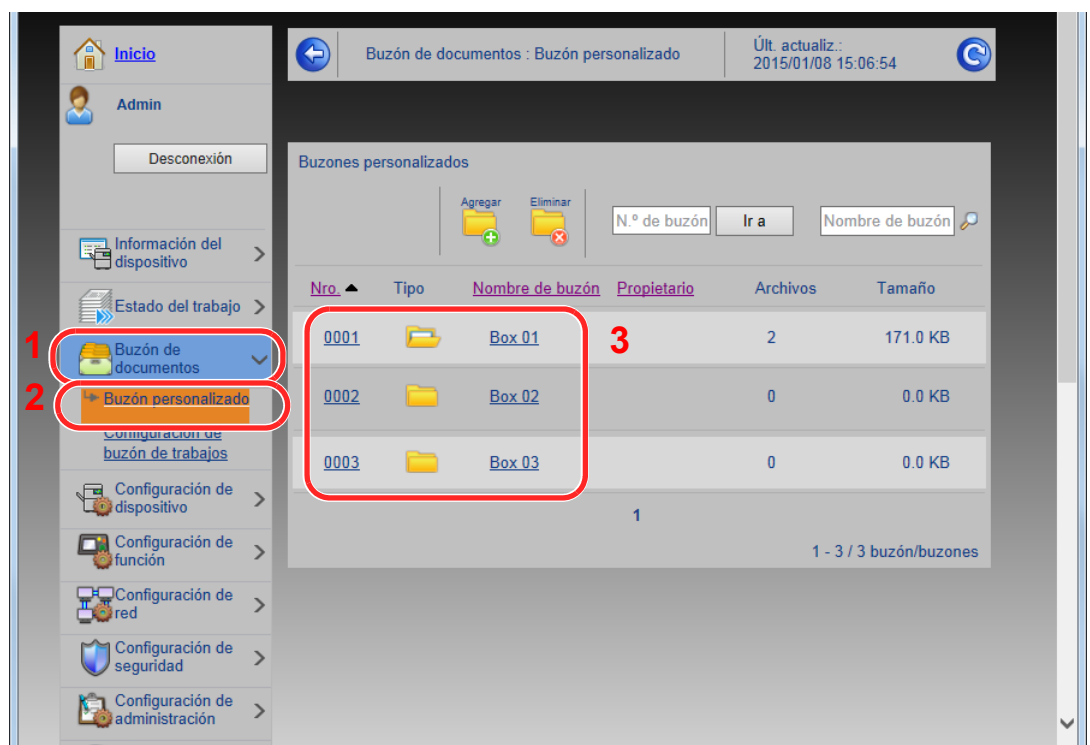 Inicio
Buzón de documentos : Buzón personalizado
Últ. actualiz.:
2015/01/08 15:06:54
Admin
Desconexión
Información del
dispositivo
Estado del trabajo
1
Buzón de
documentos
2
Buzón personalizado
Configuración de
buzón de trabajos
Configuración de
dispositivo
Configuración de
función
Configuración de
red
Configuración de
seguridad
Configuración de
administración
Buzones personalizados
Agregar Eliminar
N.º de buzón Ir a Nombre de buzón
Nro. Tipo Nombre de buzón Propietario Archivos Tamaño
0001 Box 01 3 2 171.0 KB
0002 Box 02 0 0.0 KB
0003 Box 03 0 0.0 KB
1
1 - 3 / 3 buzón/buzones